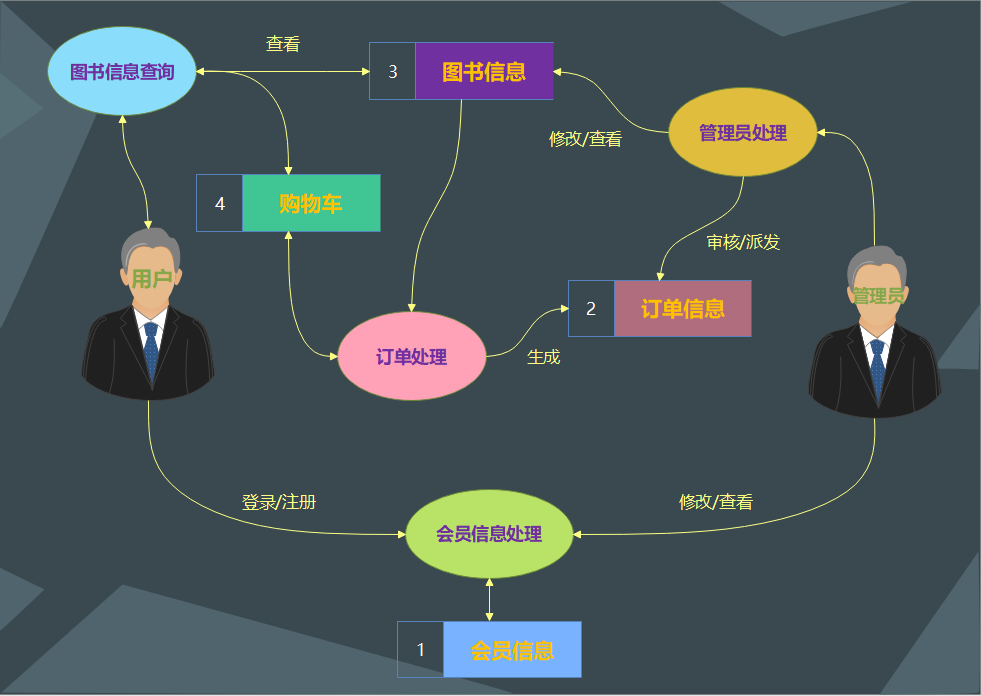 查看
图书信息查询
3
图书信息
修改/查看
管理员处理
4
购物车
审核/派发
用户
管理员
2
订单信息
订单处理
生成
登录/注册
修改/查看
会员信息处理
1
会员信息